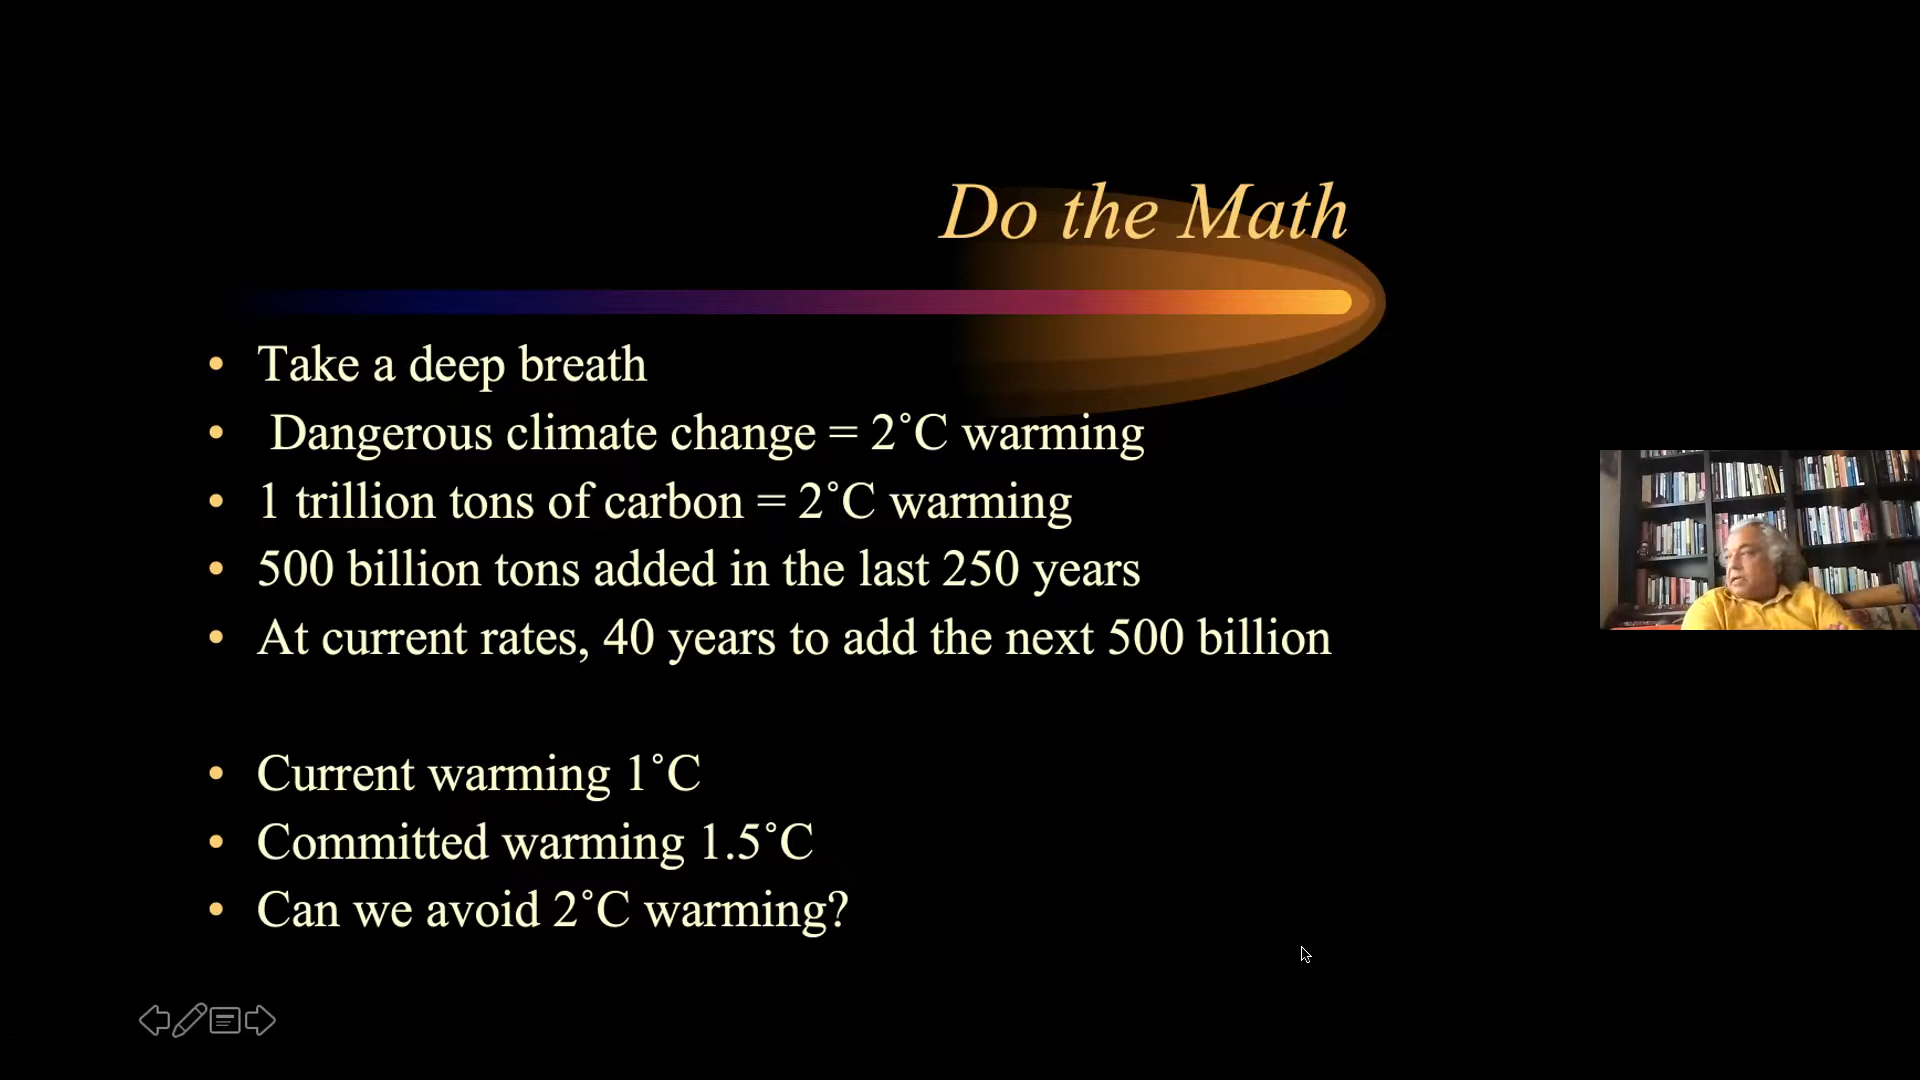 Do the Math
• Take a deep breath
• Dangerous climate change = 2˚C warming
• 1 trillion tons of carbon = 2˚C warming
• 500 billion tons added in the last 250 years
• At current rates, 40 years to add the next 500 billion
• Current warming 1˚C
• Committed warming 1.5˚C
• Can we avoid 2˚C warming?